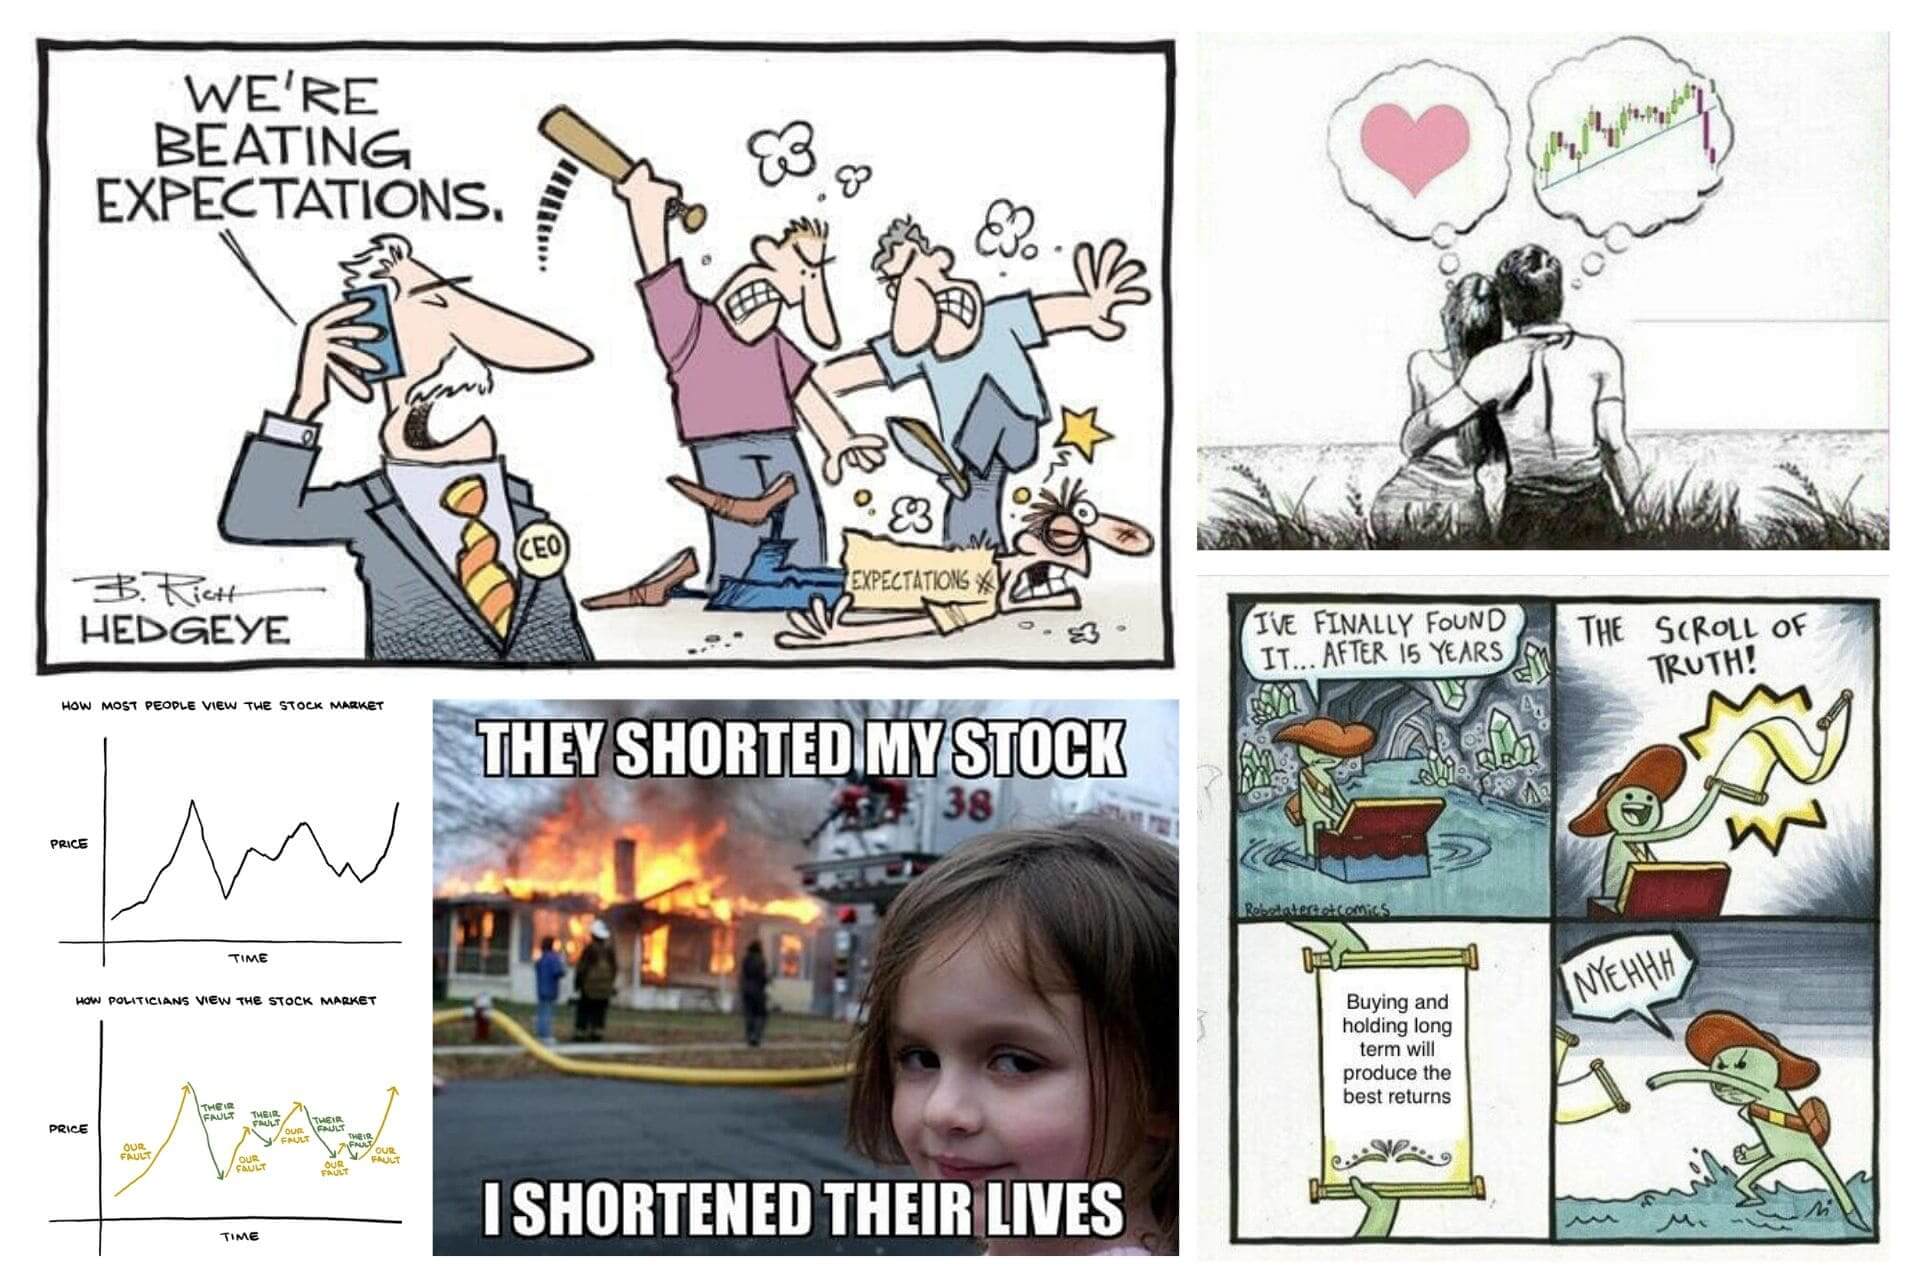 WE'RE
BEATING
EXPECTATIONS.
CEO
EXPECTATIONS
B. Rich
HEDGEYE
I'VE FINALLY FOUND
IT... AFTER 15 YEARS
THE SCROLL OF
TRUTH!
Robotatertotcomics
Buying and
holding long
term will
produce the
best returns
NYEHHH
HOW MOST PEOPLE VIEW THE STOCK MARKET
PRICE
TIME
HOW POLITICIANS VIEW THE STOCK MARKET
PRICE
OUR
FAULT
THEIR
FAULT
OUR
FAULT
THEIR
FAULT
OUR
FAULT
THEIR
FAULT
OUR
FAULT
THEIR
FAULT
OUR
FAULT
TIME
THEY SHORTED MY STOCK
38
I SHORTENED THEIR LIVES